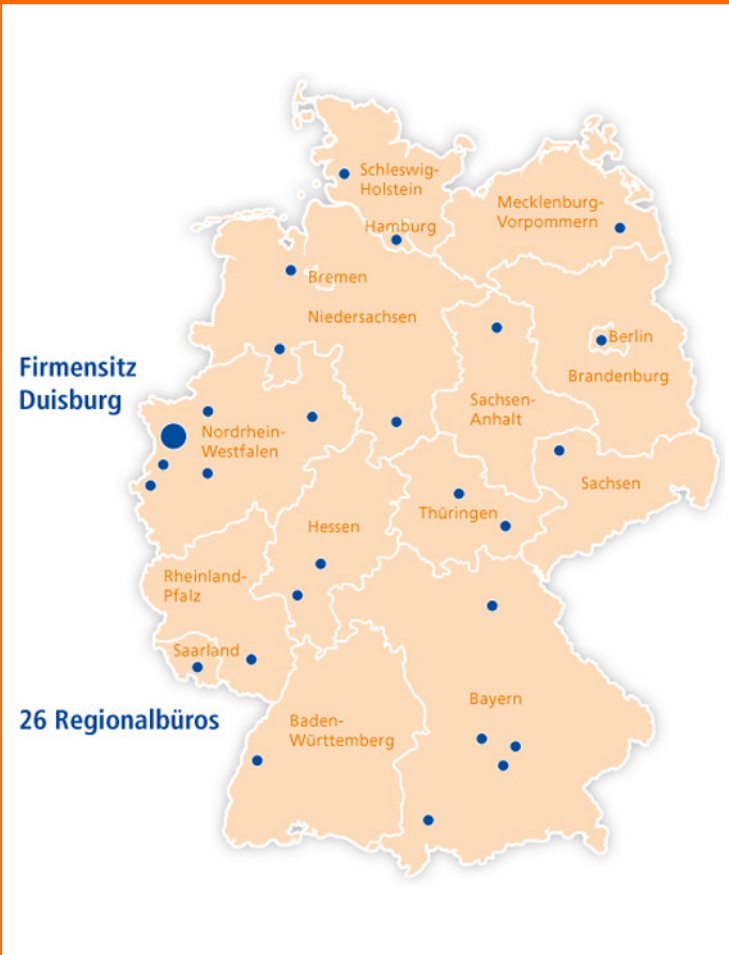 Schleswig-
Holstein
Mecklenburg-
Vorpommern
Hamburg
Bremen
Niedersachsen
Berlin
Brandenburg
Firmensitz
Duisburg
Sachsen-
Anhalt
Nordrhein-
Westfalen
Sachsen
Thüringen
Hessen
Rheinland-
Pfalz
Saarland
26 Regionalbüros
Bayern
Baden-
Württemberg